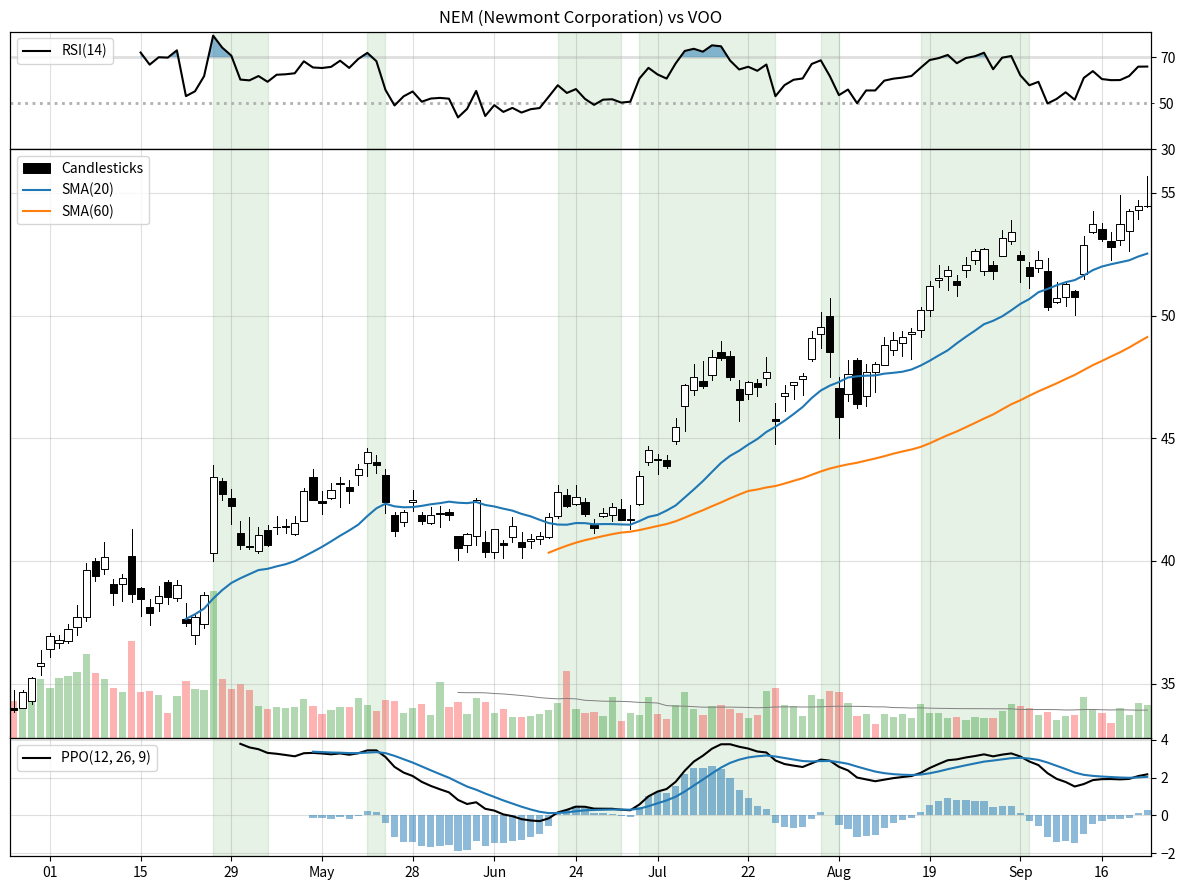 NEM (Newmont Corporation) vs VOO
RSI(14)
70
50
30
Candlesticks
SMA(20)
SMA(60)
55
50
45
40
35
PPO(12, 26, 9)
4
2
0
−2
01 15 29 May 28 Jun 24 Jul 22 Aug 19 Sep 16